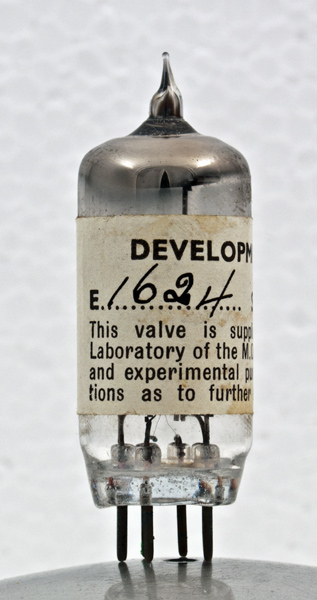 DEVELOPM
E.1624.... S
This valve is supp
Laboratory of the M.O
and experimental pu
tions as to further